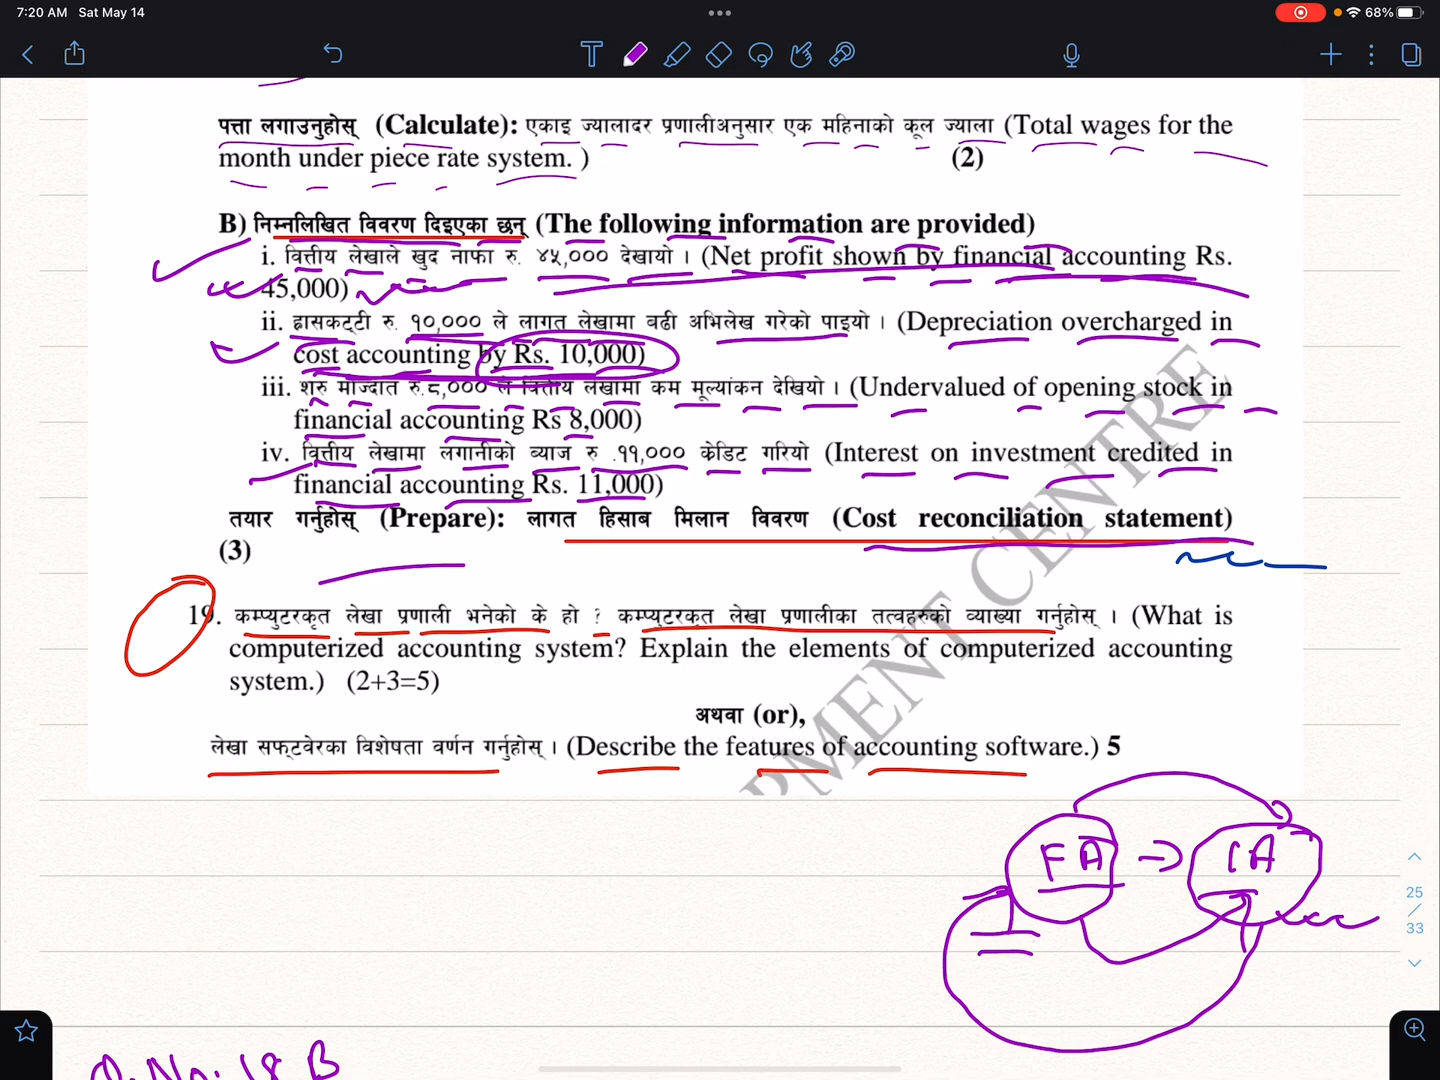 7:20 AM Sat May 14
68%
पत्ता लगाउनुहोस् (Calculate): एकाइ ज्यालादर प्रणालीअनुसार एक महिनाको कूल ज्याला (Total wages for the
month under piece rate system. ) (2)
B) निम्नलिखित विवरण दिइएका छन् (The following information are provided)
i. वित्तीय लेखाले खुद नाफा रु. ४५,००० देखायो । (Net profit shown by financial accounting Rs.
45,000)
ii. ह्रासकट्टी रु. १०,००० ले लागत लेखामा बढी अभिलेख गरेको पाइयो । (Depreciation overcharged in
cost accounting by Rs. 10,000)
iii. शुरु मौज्दात रु.८,००० ले वित्तीय लेखामा कम मूल्यांकन देखियो । (Undervalued of opening stock in
financial accounting Rs 8,000)
iv. वित्तीय लेखामा लगानीको व्याज रु .११,००० केडिट गरियो (Interest on investment credited in
financial accounting Rs. 11,000)
तयार गर्नुहोस् (Prepare): लागत हिसाब मिलान विवरण (Cost reconciliation statement)
(3)
19. कम्प्युटरकृत लेखा प्रणाली भनेको के हो ? कम्प्युटरकृत लेखा प्रणालीका तत्वहरुको व्याख्या गर्नुहोस् । (What is
computerized accounting system? Explain the elements of computerized accounting
system.) (2+3=5)
अथवा (or),
लेखा सफ्टवेरका विशेषता वर्णन गर्नुहोस् । (Describe the features of accounting software.) 5
PMENT CENTRE
FA → CA
25
/
33
Q. No. 18 B